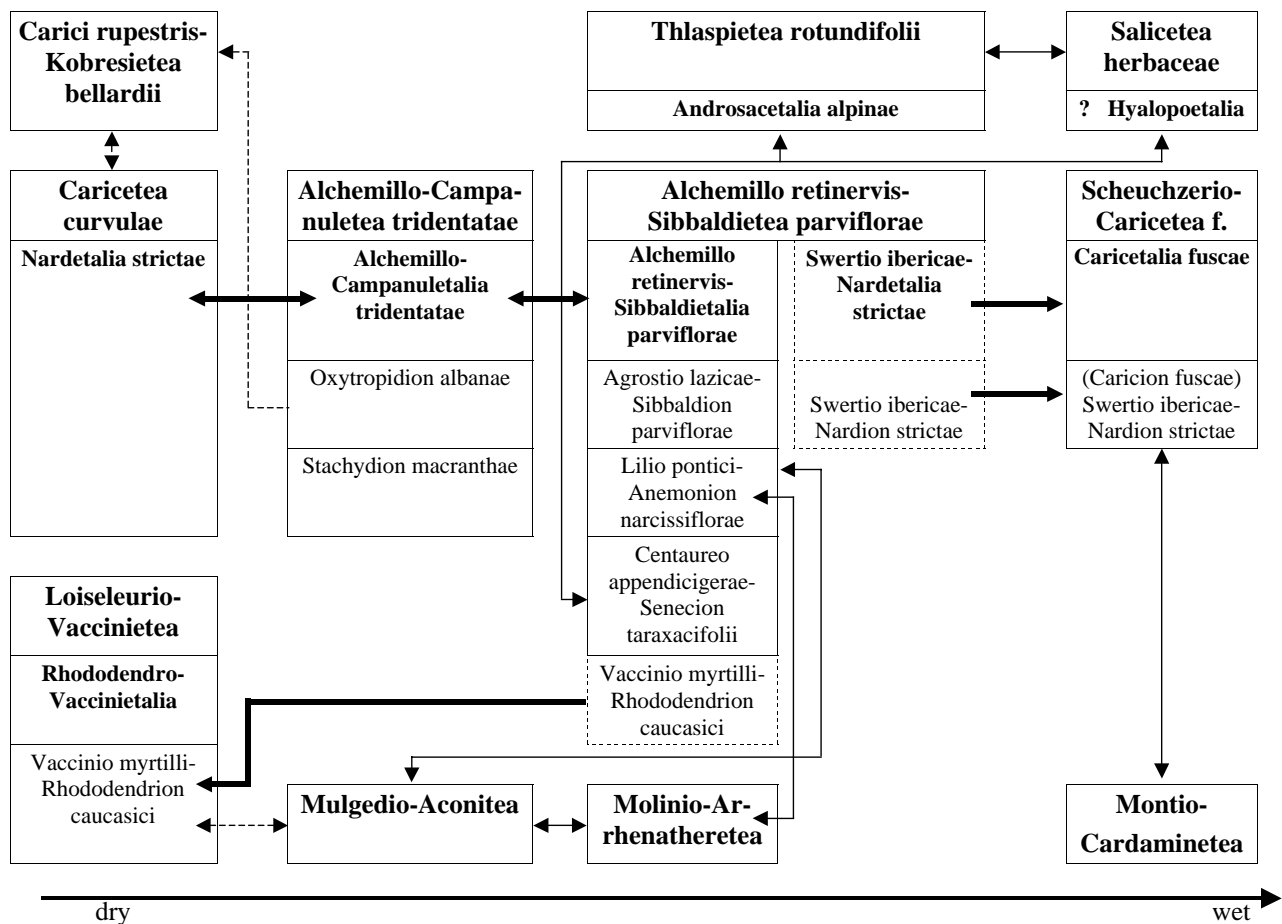 Carici rupestris-
Kobresietea
bellardii
Thlaspietea rotundifolii
Androsacetalia alpinae
Salicetea
herbaceae
? Hyalopoetalia
Caricetea
curvulae
Nardetalia strictae
Alchemillo-Campa-
nuletea tridentatae
Alchemillo-
Campanuletalia
tridentatae
Oxytropidion albanae
Stachydion macranthae
Alchemillo retinervis-
Sibbaldietea parviflorae
Alchemillo
retinervis-
Sibbaldietalia
parviflorae
Swertio ibericae-
Nardetalia
strictae
Agrostio lazicae-
Sibbaldion
parviflorae
Swertio ibericae-
Nardion strictae
Lilio pontici-
Anemonion
narcissiflorae
Centaureo
appendicigerae-
Senecion
taraxacifolii
Vaccinio myrtilli-
Rhododendrion
caucasici
Scheuchzerio-
Caricetea f.
Caricetalia fuscae
(Caricion fuscae)
Swertio ibericae-
Nardion strictae
Loiseleurio-
Vaccinietea
Rhododendro-
Vaccinietalia
Vaccinio myrtilli-
Rhododendrion
caucasici
Mulgedio-Aconitea
Molinio-Ar-
rhenatheretea
Montio-
Cardaminetea
dry
wet